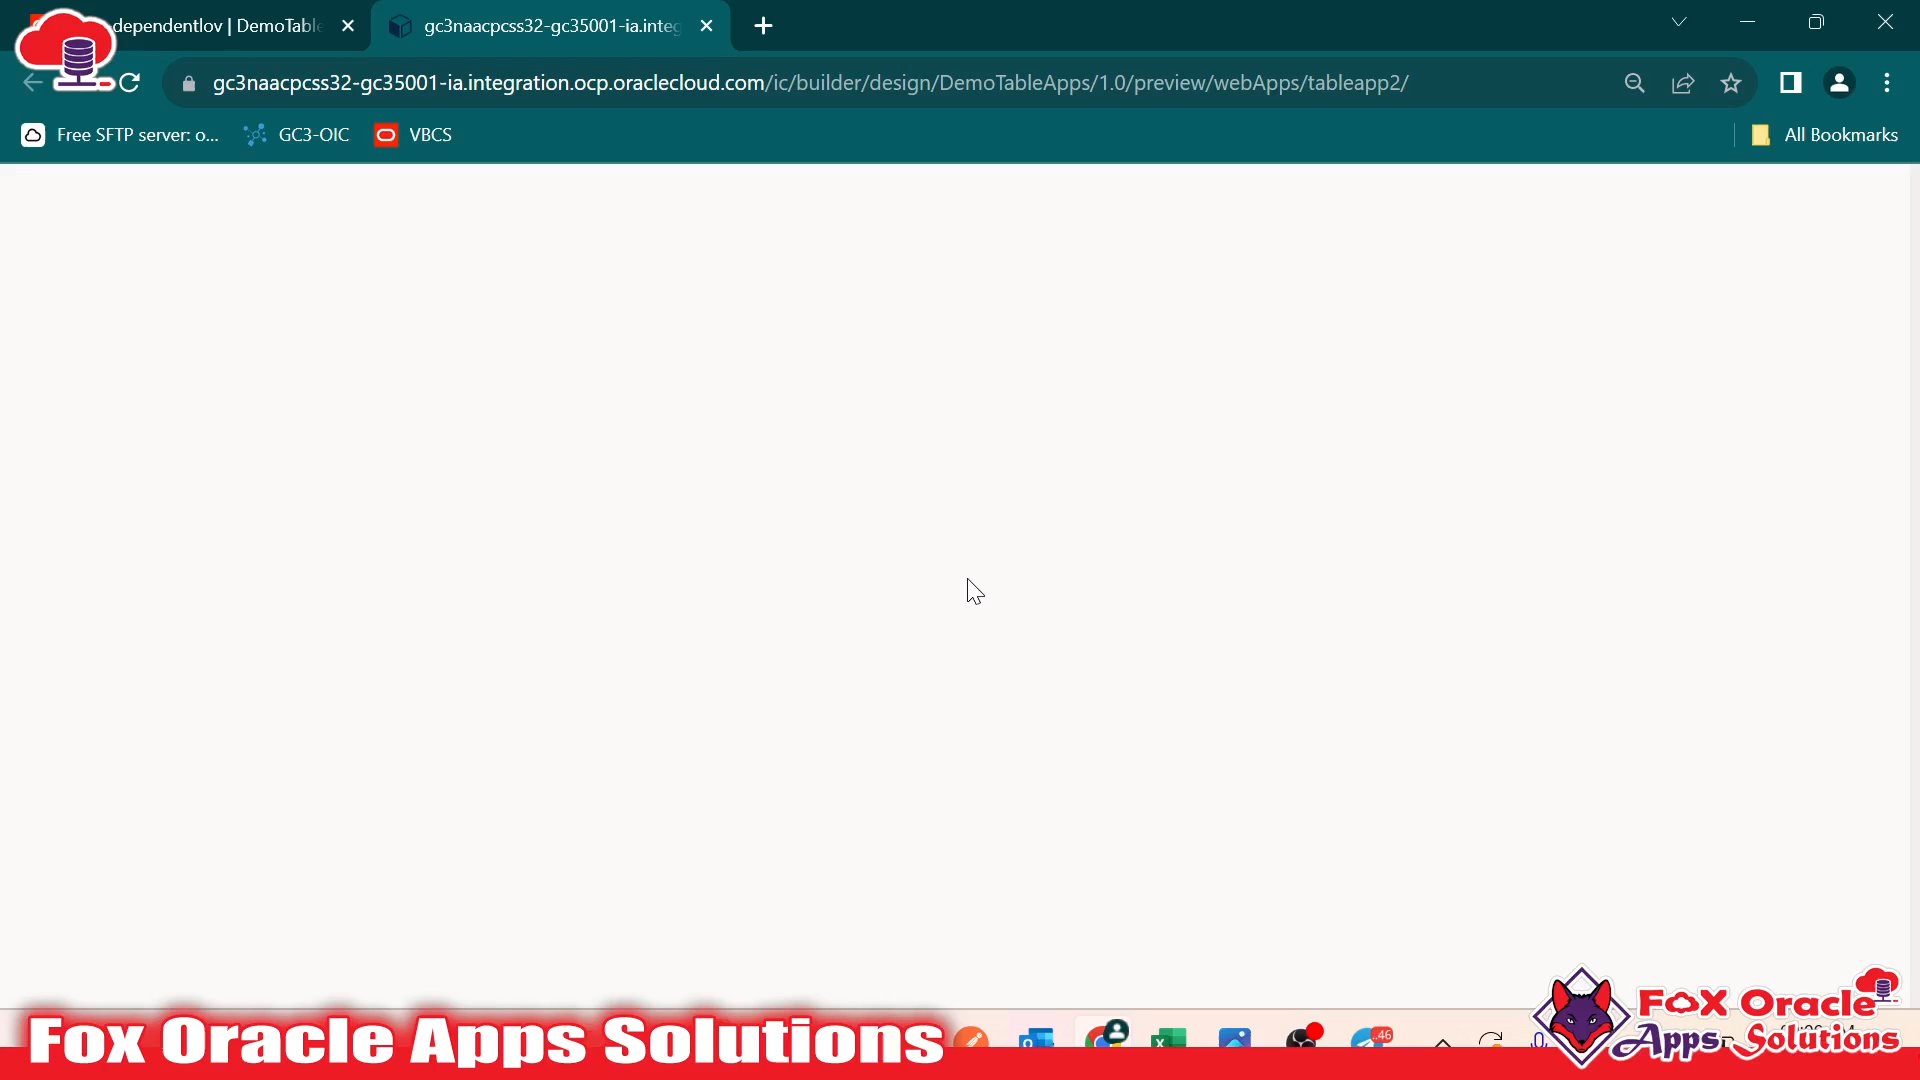 dependentlov | DemoTable
gc3naacpcss32-gc35001-ia.integ
gc3naacpcss32-gc35001-ia.integration.ocp.oraclecloud.com/ic/builder/design/DemoTableApps/1.0/preview/webApps/tableapp2/
Free SFTP server: o...
GC3-OIC
VBCS
All Bookmarks
Fox Oracle Apps Solutions
46
Fox Oracle
Apps Solutions